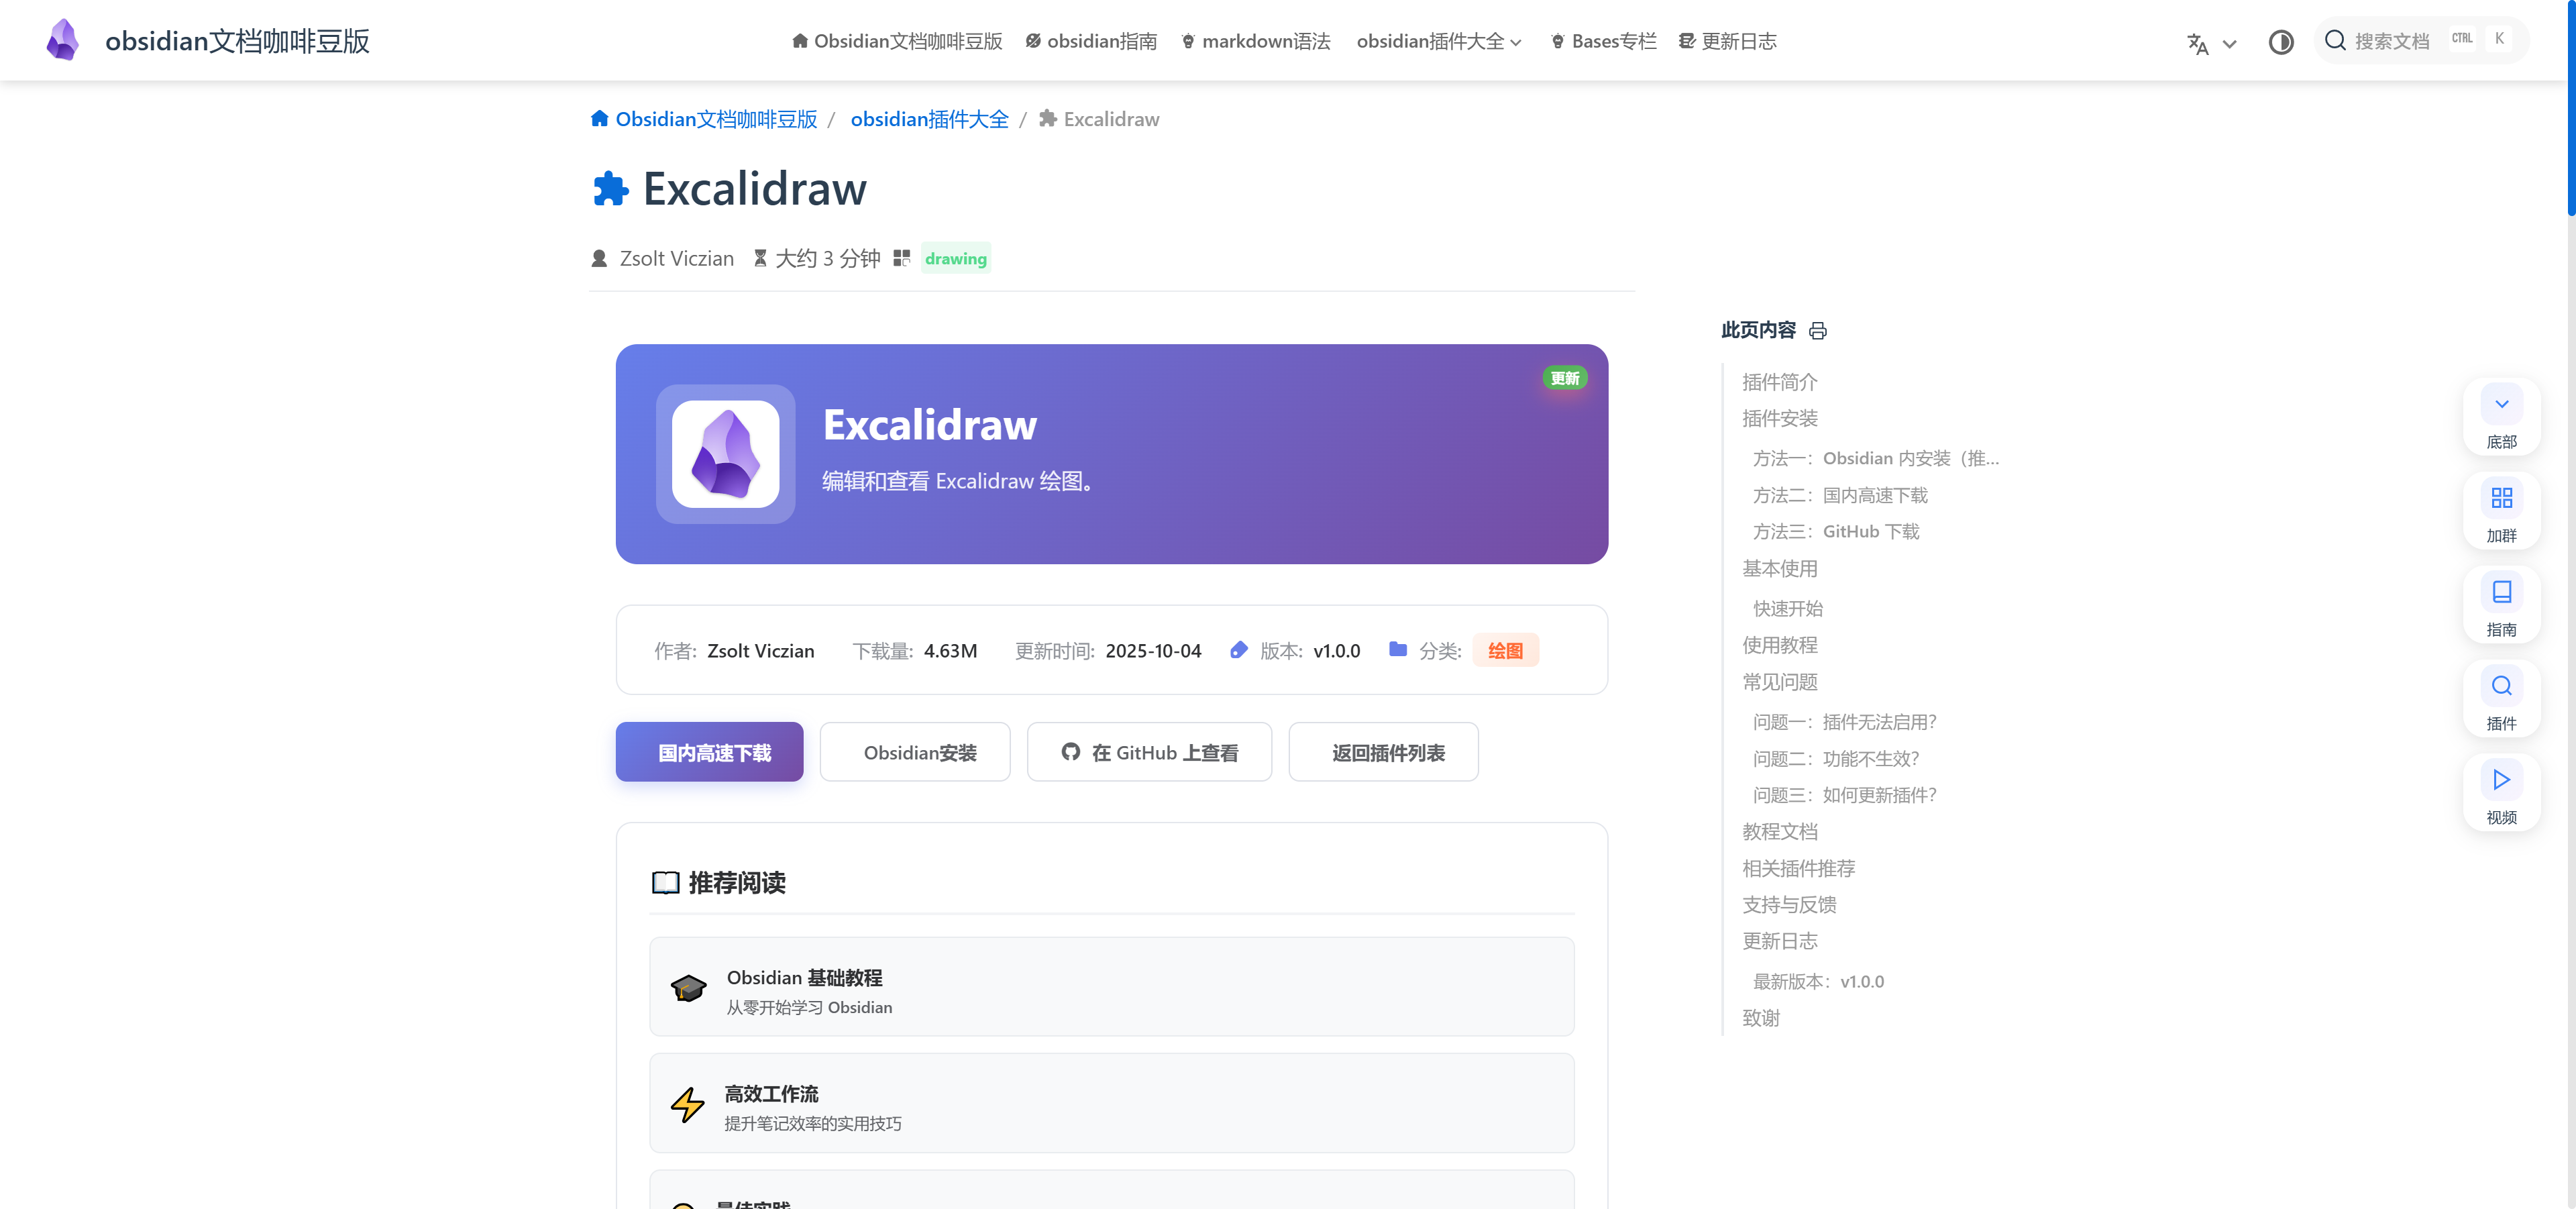 obsidian文档咖啡豆版
Obsidian文档咖啡豆版 obsidian指南 markdown语法 obsidian插件大全 Bases专栏 更新日志
搜索文档 CTRL K
Obsidian文档咖啡豆版 / obsidian插件大全 / Excalidraw
Excalidraw
Zsolt Viczian 大约 3 分钟 drawing
更新
Excalidraw
编辑和查看 Excalidraw 绘图。
作者: Zsolt Viczian 下载量: 4.63M 更新时间: 2025-10-04 版本: v1.0.0 分类: 绘图
国内高速下载 Obsidian安装 在 GitHub 上查看 返回插件列表
推荐阅读
Obsidian 基础教程
从零开始学习 Obsidian
高效工作流
提升笔记效率的实用技巧
此页内容
插件简介
插件安装
方法一：Obsidian 内安装（推...
方法二：国内高速下载
方法三：GitHub 下载
基本使用
快速开始
使用教程
常见问题
问题一：插件无法启用？
问题二：功能不生效？
问题三：如何更新插件？
教程文档
相关插件推荐
支持与反馈
更新日志
最新版本：v1.0.0
致谢
底部
加群
指南
插件
视频